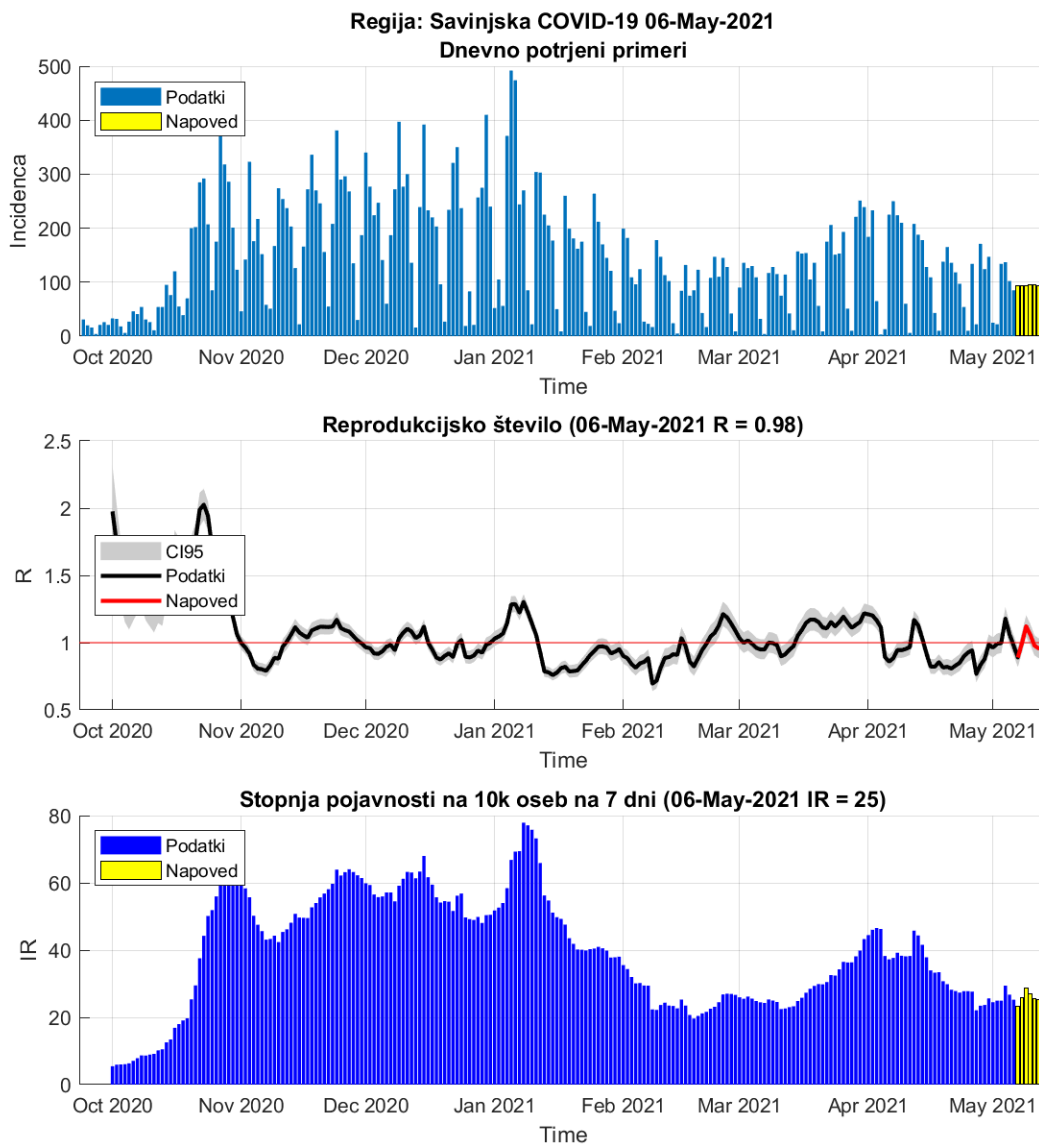 Regija: Savinjska COVID-19 06-May-2021
Dnevno potrjeni primeri
500
400
300
200
100
0
Incidenca
Podatki
Napoved
Oct 2020 Nov 2020 Dec 2020 Jan 2021 Feb 2021 Mar 2021 Apr 2021 May 2021
Time
Reprodukcijsko število (06-May-2021 R = 0.98)
2.5
2
1.5
1
0.5
R
CI95
Podatki
Napoved
Oct 2020 Nov 2020 Dec 2020 Jan 2021 Feb 2021 Mar 2021 Apr 2021 May 2021
Time
Stopnja pojavnosti na 10k oseb na 7 dni (06-May-2021 IR = 25)
80
60
40
20
0
IR
Podatki
Napoved
Oct 2020 Nov 2020 Dec 2020 Jan 2021 Feb 2021 Mar 2021 Apr 2021 May 2021
Time